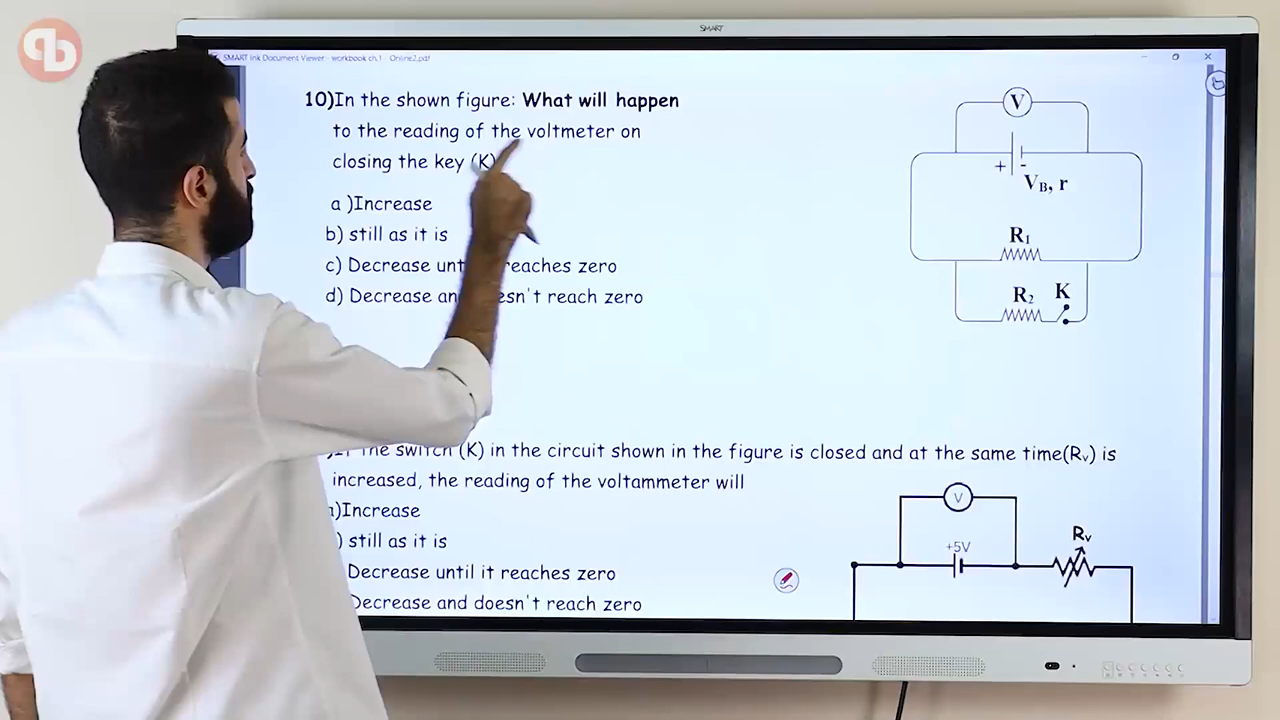 qb
SMART
SMART Ink Document Viewer - workbook ch.1 Online2.pdf
10)In the shown figure: What will happen
to the reading of the voltmeter on
closing the key (K)
a )Increase
b) still as it is
c) Decrease reaches zero
d) Decrease doesn't reach zero
V
+ -
VB, r
R1
R2 K
the switch (K) in the circuit shown in the figure is closed and at the same time(Rv) is
increased, the reading of the voltammeter will
)Increase
) still as it is
Decrease until it reaches zero
Decrease and doesn't reach zero
V
+5V
Rv